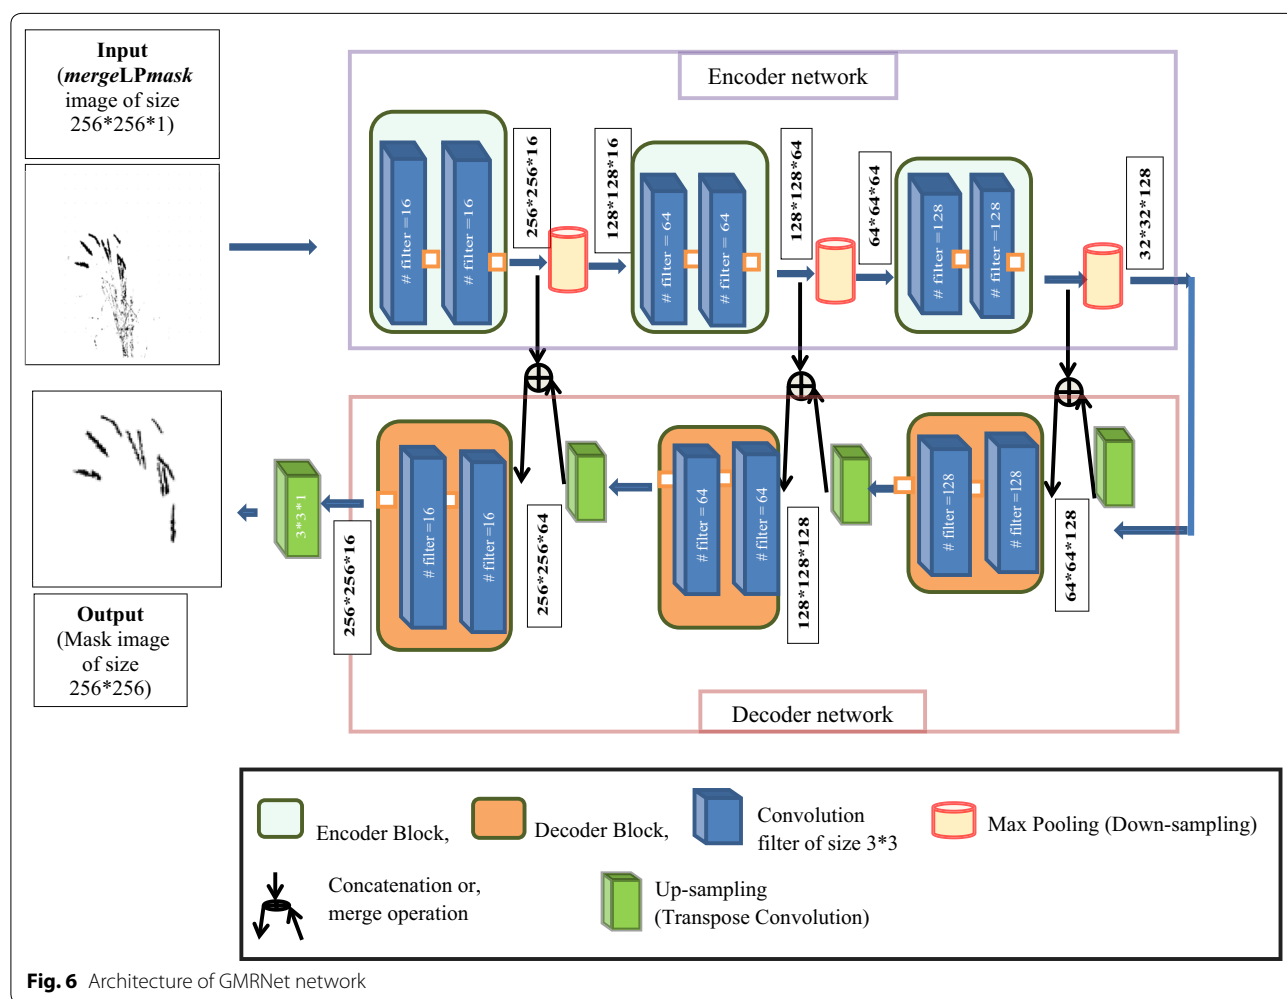 Input
(mergeLPmask
image of size
256*256*1)
Encoder network
# filter =16
# filter =16
256*256*16
128*128*16
# filter = 64
# filter = 64
128*128*64
64*64*64
# filter =128
# filter =128
32*32*128
3*3*1
256*256*16
# filter =16
# filter =16
256*256*64
# filter = 64
# filter = 64
128*128*128
# filter =128
# filter =128
64*64*128
Output
(Mask image
of size
256*256)
Decoder network
Encoder Block,
Decoder Block,
Convolution
filter of size 3*3
Max Pooling (Down-sampling)
Concatenation or,
merge operation
Up-sampling
(Transpose Convolution)
Fig. 6 Architecture of GMRNet network